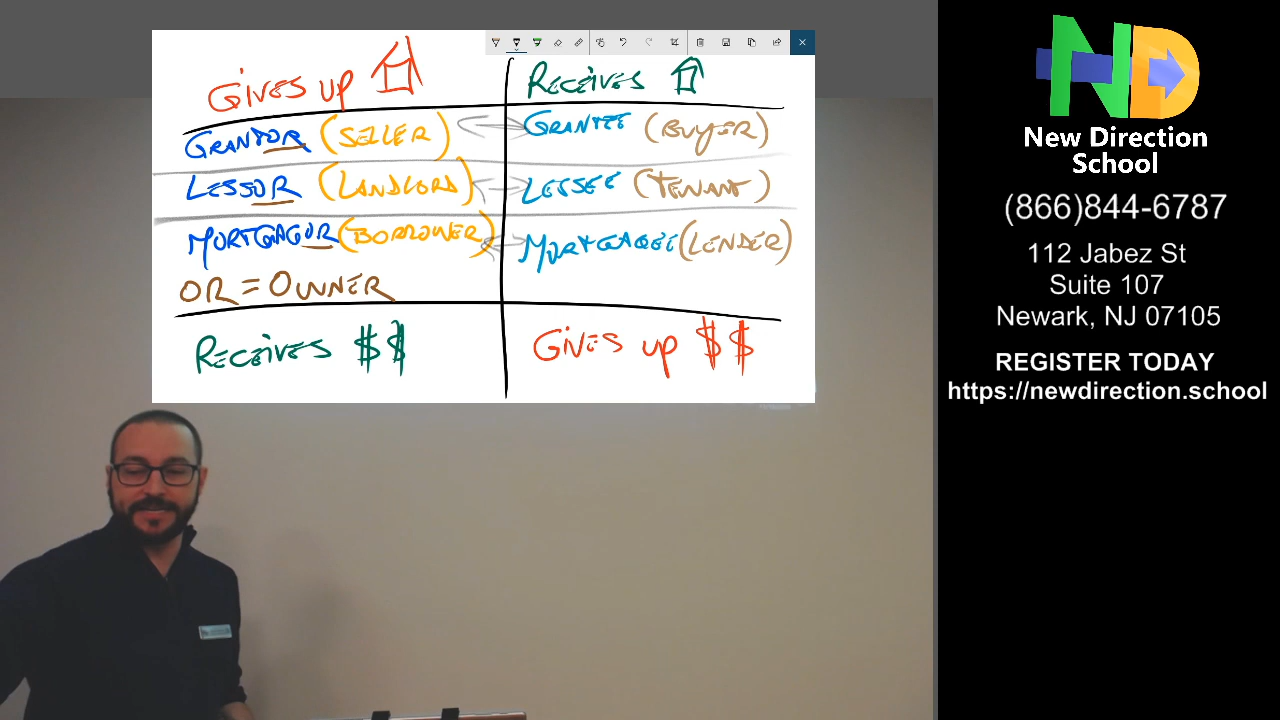 GIVES UP
RECEIVES
GRANTOR (SELLER)
GRANTEE (BUYER)
LESSOR (LANDLORD)
LESSEE (TENANT)
MORTGAGOR (BORROWER)
MORTGAGEE (LENDER)
OR = OWNER
RECEIVES $$
GIVES UP $$
ND
New Direction
School
(866)844-6787
112 Jabez St
Suite 107
Newark, NJ 07105
REGISTER TODAY
https://newdirection.school